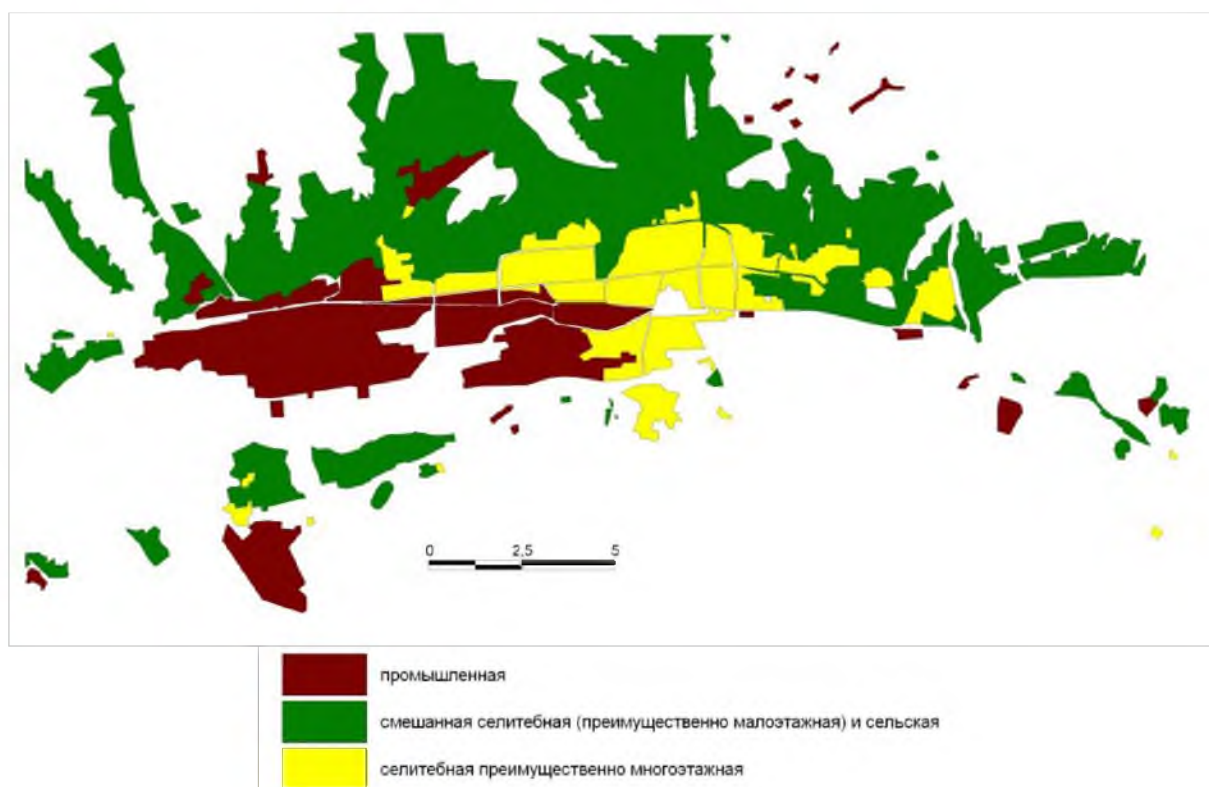 0 2,5 5
промышленная
смешанная селитебная (преимущественно малоэтажная) и сельская
селитебная преимущественно многоэтажная